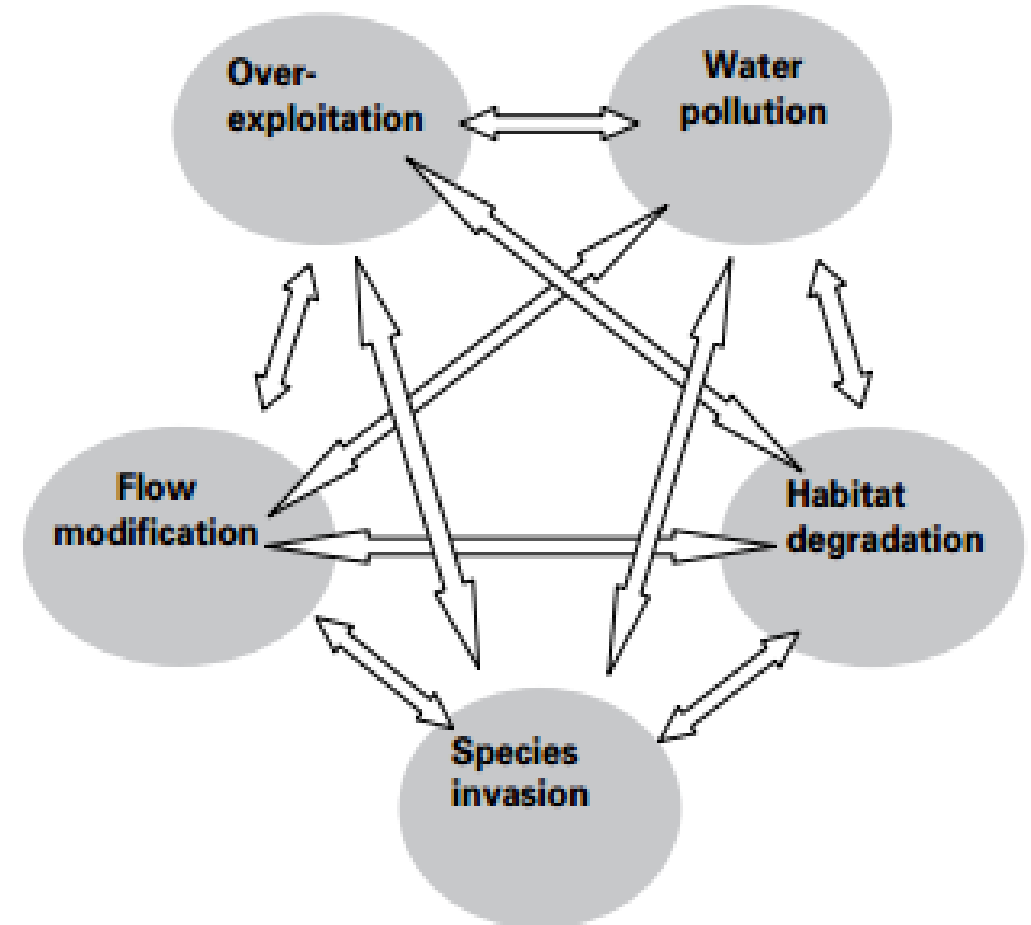 Over-
exploitation
Water
pollution
Flow
modification
Habitat
degradation
Species
invasion